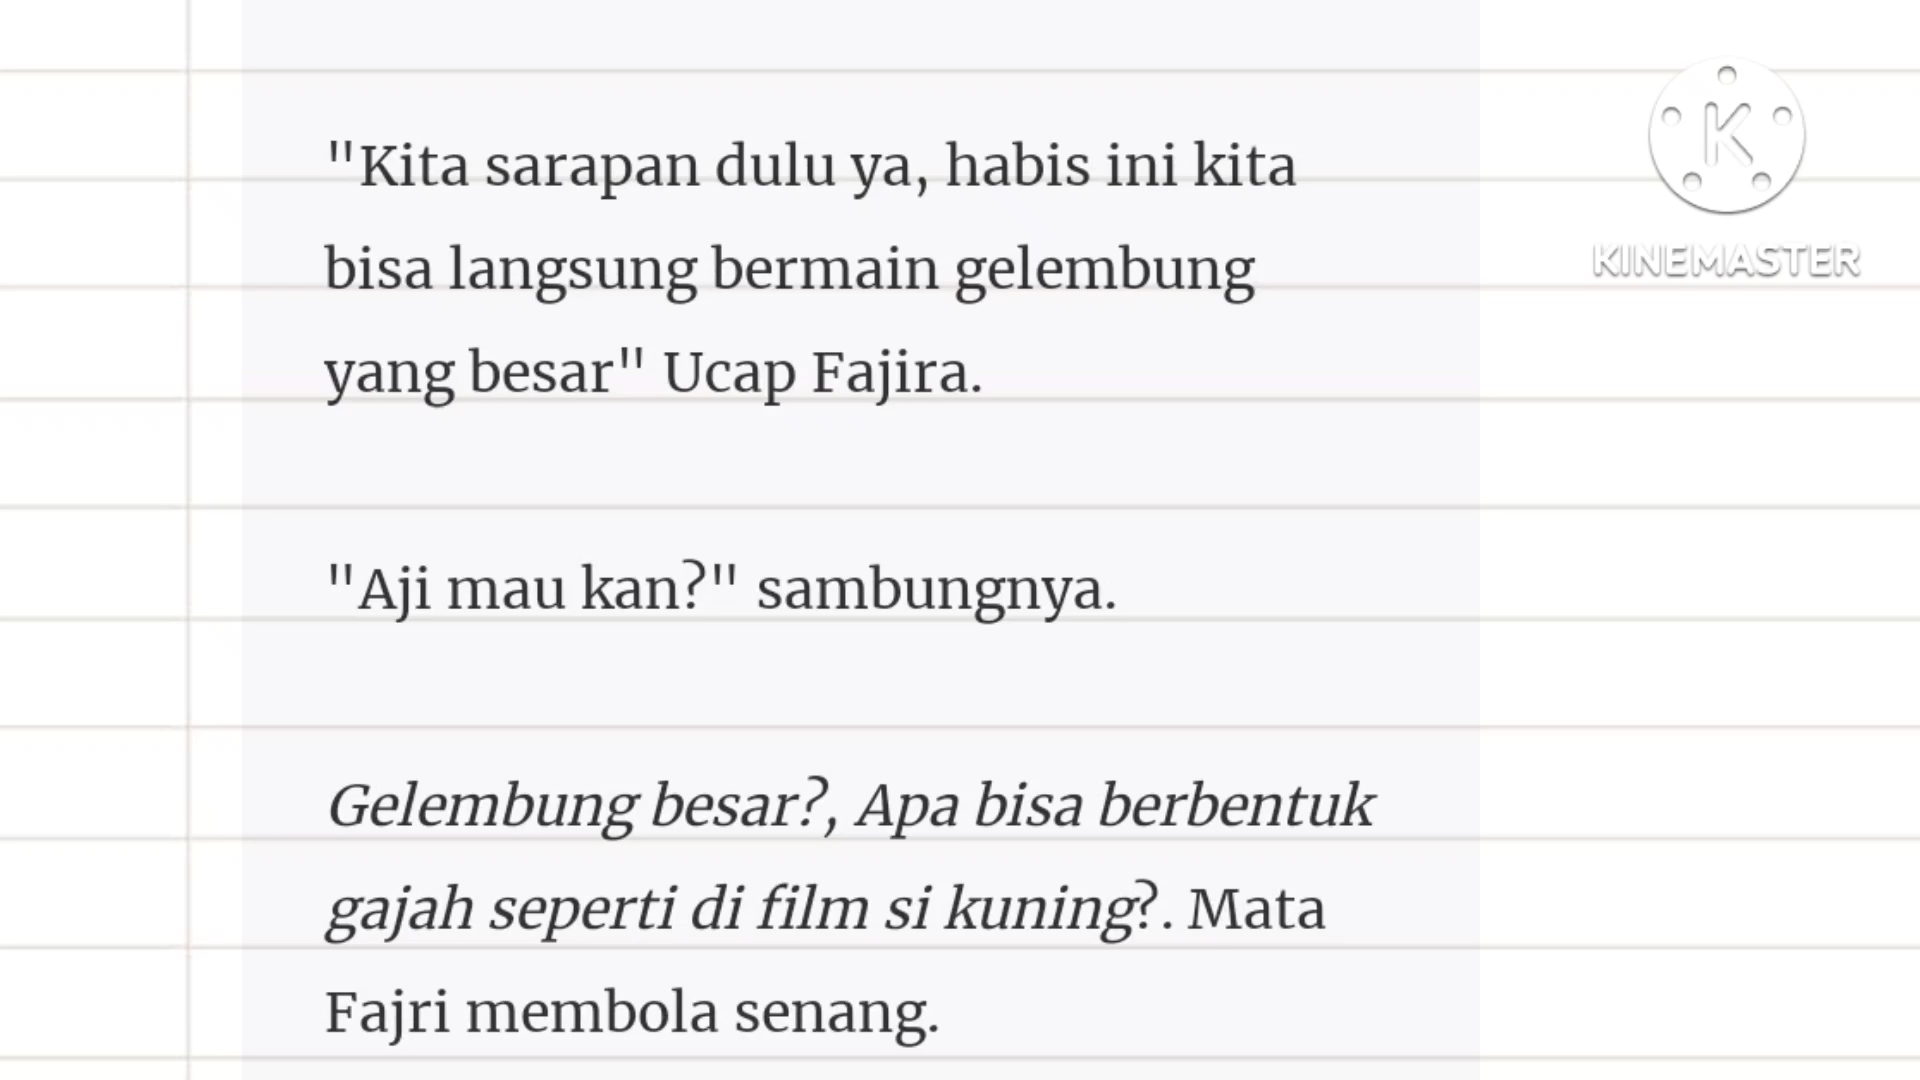 "Kita sarapan dulu ya, habis ini kita
bisa langsung bermain gelembung
yang besar" Ucap Fajira.
"Aji mau kan?" sambungnya.
Gelembung besar?, Apa bisa berbentuk
gajah seperti di film si kuning?. Mata
Fajri membola senang.
K
KINEMASTER